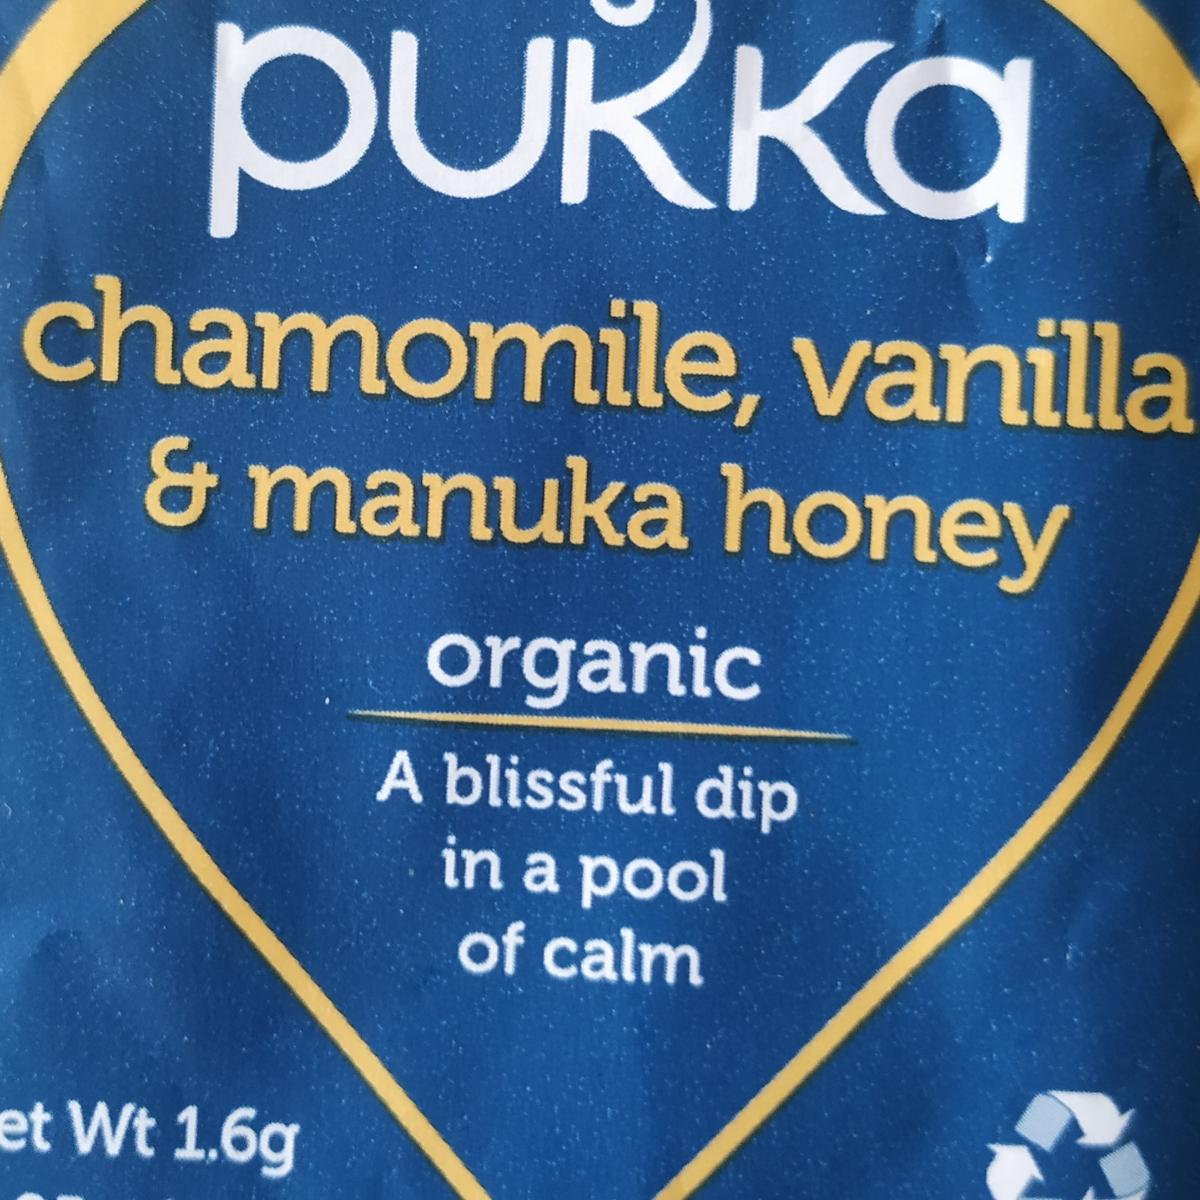 pukka
chamomile, vanilla
& manuka honey
organic
A blissful dip
in a pool
of calm
et Wt 1.6g